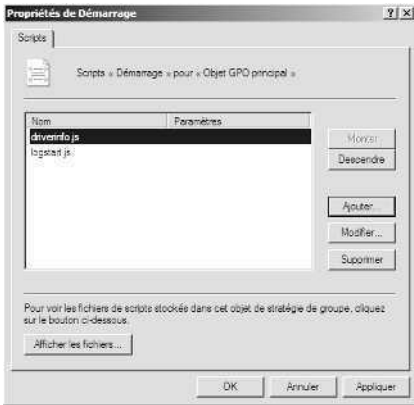 Propriétés de Démarrage
Scripts
Scripts « Démarrage » pour « Objet GPO principal »
Nom Paramètres
driverinfo.js
logstart.js
Monter
Descendre
Ajouter...
Modifier...
Supprimer
Pour voir les fichiers de scripts stockés dans cet objet de stratégie de groupe, cliquez
sur le bouton ci-dessous.
Afficher les fichiers...
OK Annuler Appliquer